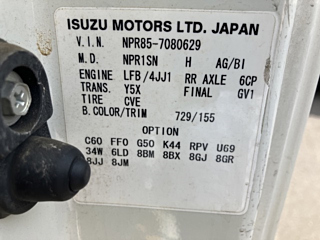 ISUZU MOTORS LTD. JAPAN
V.I.N. NPR85-7080629
M.D. NPR1SN H AG/BI
ENGINE LFB/4JJ1 RR AXLE 6CP
TRANS. Y5X FINAL GV1
TIRE CVE
B.COLOR/TRIM 729/155
OPTION
C60 FF0 G50 K44 RPV U69
34W 6LD 8BM 8BX 8GJ 8GR
8JJ 8JM